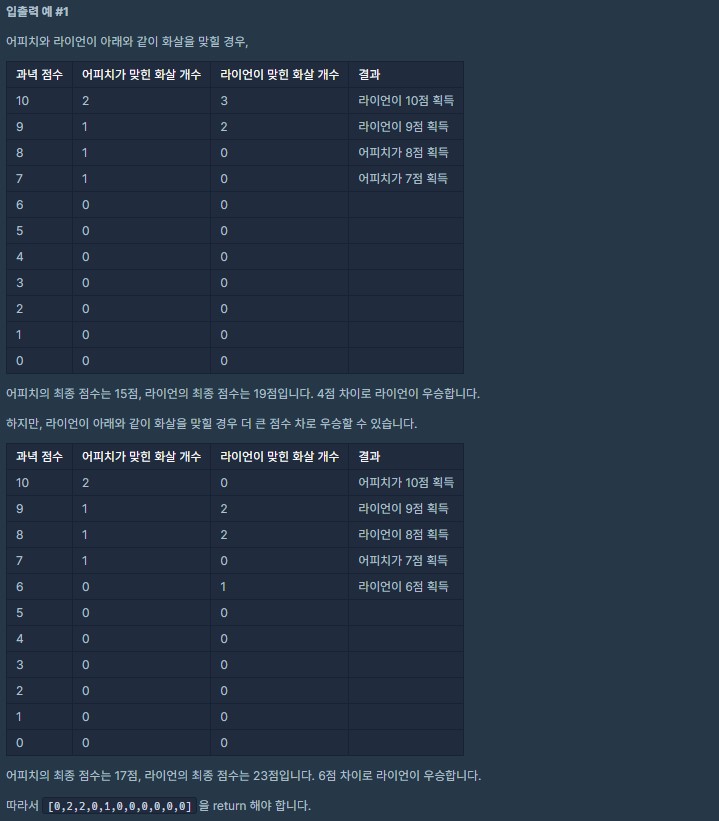 입출력 예 #1
어피치와 라이언이 아래와 같이 화살을 맞힐 경우,
과녁 점수 어피치가 맞힌 화살 개수 라이언이 맞힌 화살 개수 결과
10 2 3 라이언이 10점 획득
9 1 2 라이언이 9점 획득
8 1 0 어피치가 8점 획득
7 1 0 어피치가 7점 획득
6 0 0
5 0 0
4 0 0
3 0 0
2 0 0
1 0 0
0 0 0
어피치의 최종 점수는 15점, 라이언의 최종 점수는 19점입니다. 4점 차이로 라이언이 우승합니다.
하지만, 라이언이 아래와 같이 화살을 맞힐 경우 더 큰 점수 차로 우승할 수 있습니다.
과녁 점수 어피치가 맞힌 화살 개수 라이언이 맞힌 화살 개수 결과
10 2 0 어피치가 10점 획득
9 1 2 라이언이 9점 획득
8 1 2 라이언이 8점 획득
7 1 0 어피치가 7점 획득
6 0 1 라이언이 6점 획득
5 0 0
4 0 0
3 0 0
2 0 0
1 0 0
0 0 0
어피치의 최종 점수는 17점, 라이언의 최종 점수는 23점입니다. 6점 차이로 라이언이 우승합니다.
따라서 [0,2,2,0,1,0,0,0,0,0,0] 을 return 해야 합니다.